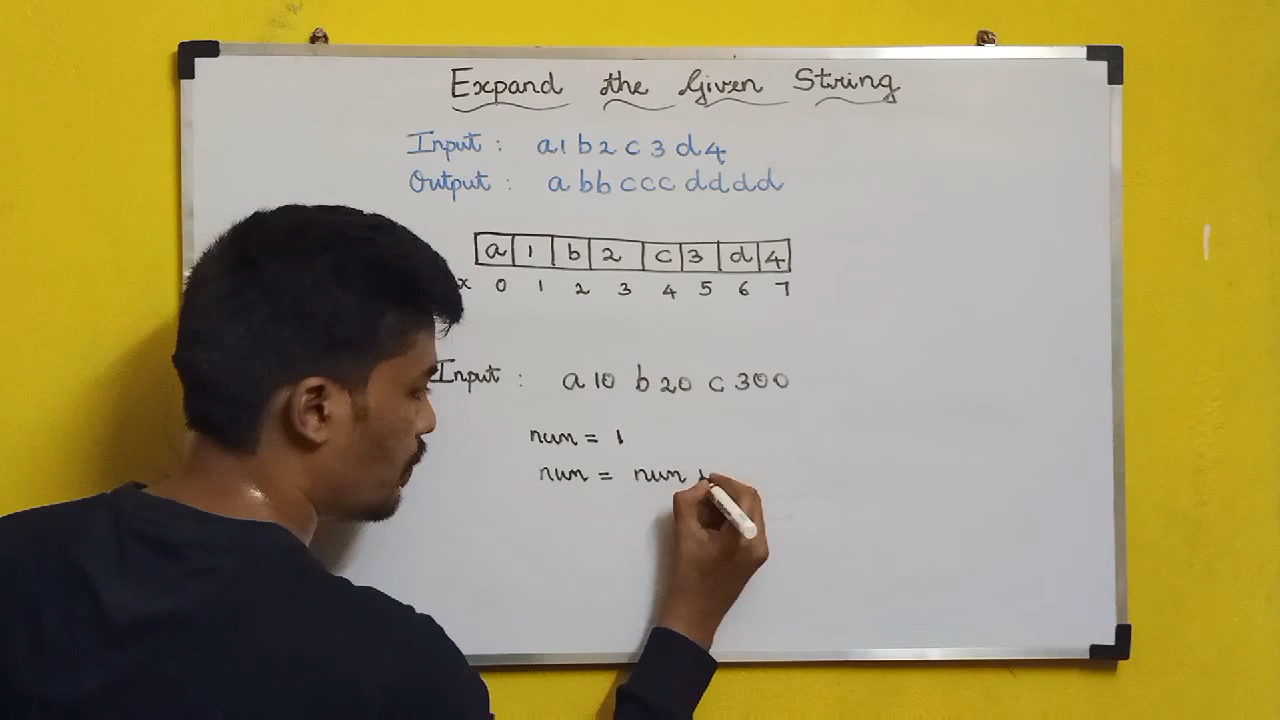 Expand the Given String
Input : a1b2c3d4
Output : abbcccdddd
a 1 b 2 c 3 d 4
x 0 1 2 3 4 5 6 7
Input : a10 b20 c300
num = 1
num = num